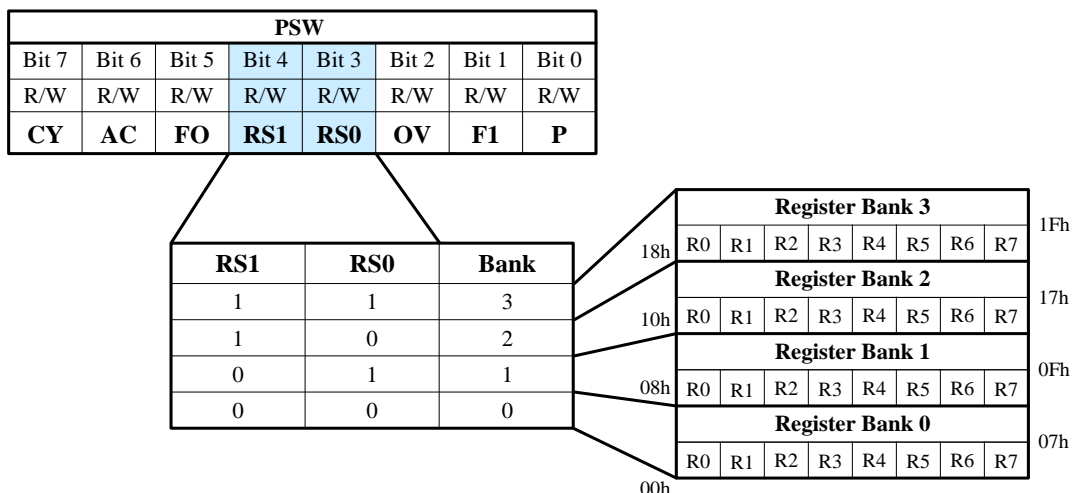 PSW
Bit 7 Bit 6 Bit 5 Bit 4 Bit 3 Bit 2 Bit 1 Bit 0
R/W R/W R/W R/W R/W R/W R/W R/W
CY AC FO RS1 RS0 OV F1 P
RS1 RS0 Bank
1 1 3
1 0 2
0 1 1
0 0 0
Register Bank 3
1Fh
18h R0 R1 R2 R3 R4 R5 R6 R7
Register Bank 2
17h
10h R0 R1 R2 R3 R4 R5 R6 R7
Register Bank 1
0Fh
08h R0 R1 R2 R3 R4 R5 R6 R7
Register Bank 0
07h
R0 R1 R2 R3 R4 R5 R6 R7
00h